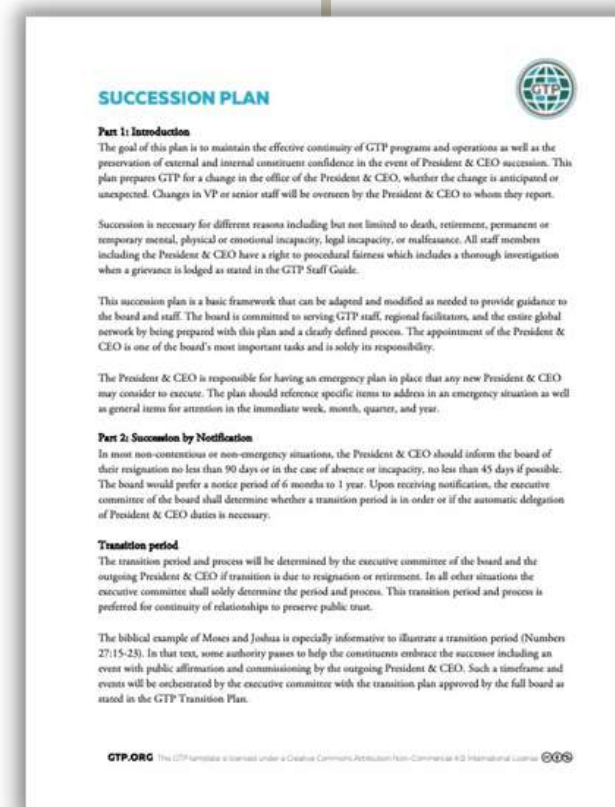 GTP
SUCCESSION PLAN
Part 1: Introduction
The goal of this plan is to maintain the effective continuity of GTP programs and operations as well as the
preservation of external and internal constituent confidence in the event of President & CEO succession. This
plan prepares GTP for a change in the office of the President & CEO, whether the change is anticipated or
unexpected. Changes in VP or senior staff will be overseen by the President & CEO to whom they report.
Succession is necessary for different reasons including but not limited to death, retirement, permanent or
temporary mental, physical or emotional incapacity, legal incapacity, or malfeasance. All staff members
including the President & CEO have a right to procedural fairness which includes a thorough investigation
when a grievance is lodged as stated in the GTP Staff Guide.
This succession plan is a basic framework that can be adapted and modified as needed to provide guidance to
the board and staff. The board is committed to serving GTP staff, regional facilitators, and the entire global
network by being prepared with this plan and a clearly defined process. The appointment of the President &
CEO is one of the board's most important tasks and is solely its responsibility.
The President & CEO is responsible for having an emergency plan in place that any new President & CEO
may consider to execute. The plan should reference specific items to address in an emergency situation as well
as general items for attention in the immediate week, month, quarter, and year.
Part 2: Succession by Notification
In most non-contentious or non-emergency situations, the President & CEO should inform the board of
their resignation no less than 90 days or in the case of absence or incapacity, no less than 45 days if possible.
The board would prefer a notice period of 6 months to 1 year. Upon receiving notification, the executive
committee of the board shall determine whether a transition period is in order or if the automatic delegation
of President & CEO duties is necessary.
Transition period
The transition period and process will be determined by the executive committee of the board and the
outgoing President & CEO if transition is due to resignation or retirement. In all other situations the
executive committee shall solely determine the period and process. This transition period and process is
preferred for continuity of relationships to preserve public trust.
The biblical example of Moses and Joshua is especially informative to illustrate a transition period (Numbers
27:15-23). In that text, some authority passes to help the constituents embrace the successor including an
event with public affirmation and commissioning by the outgoing President & CEO. Such a timeframe and
events will be orchestrated by the executive committee with the transition plan approved by the full board as
stated in the GTP Transition Plan.
GTP.ORG This GTP template is licensed under a Creative Commons Attribution Non-Commercial 4.0 International License